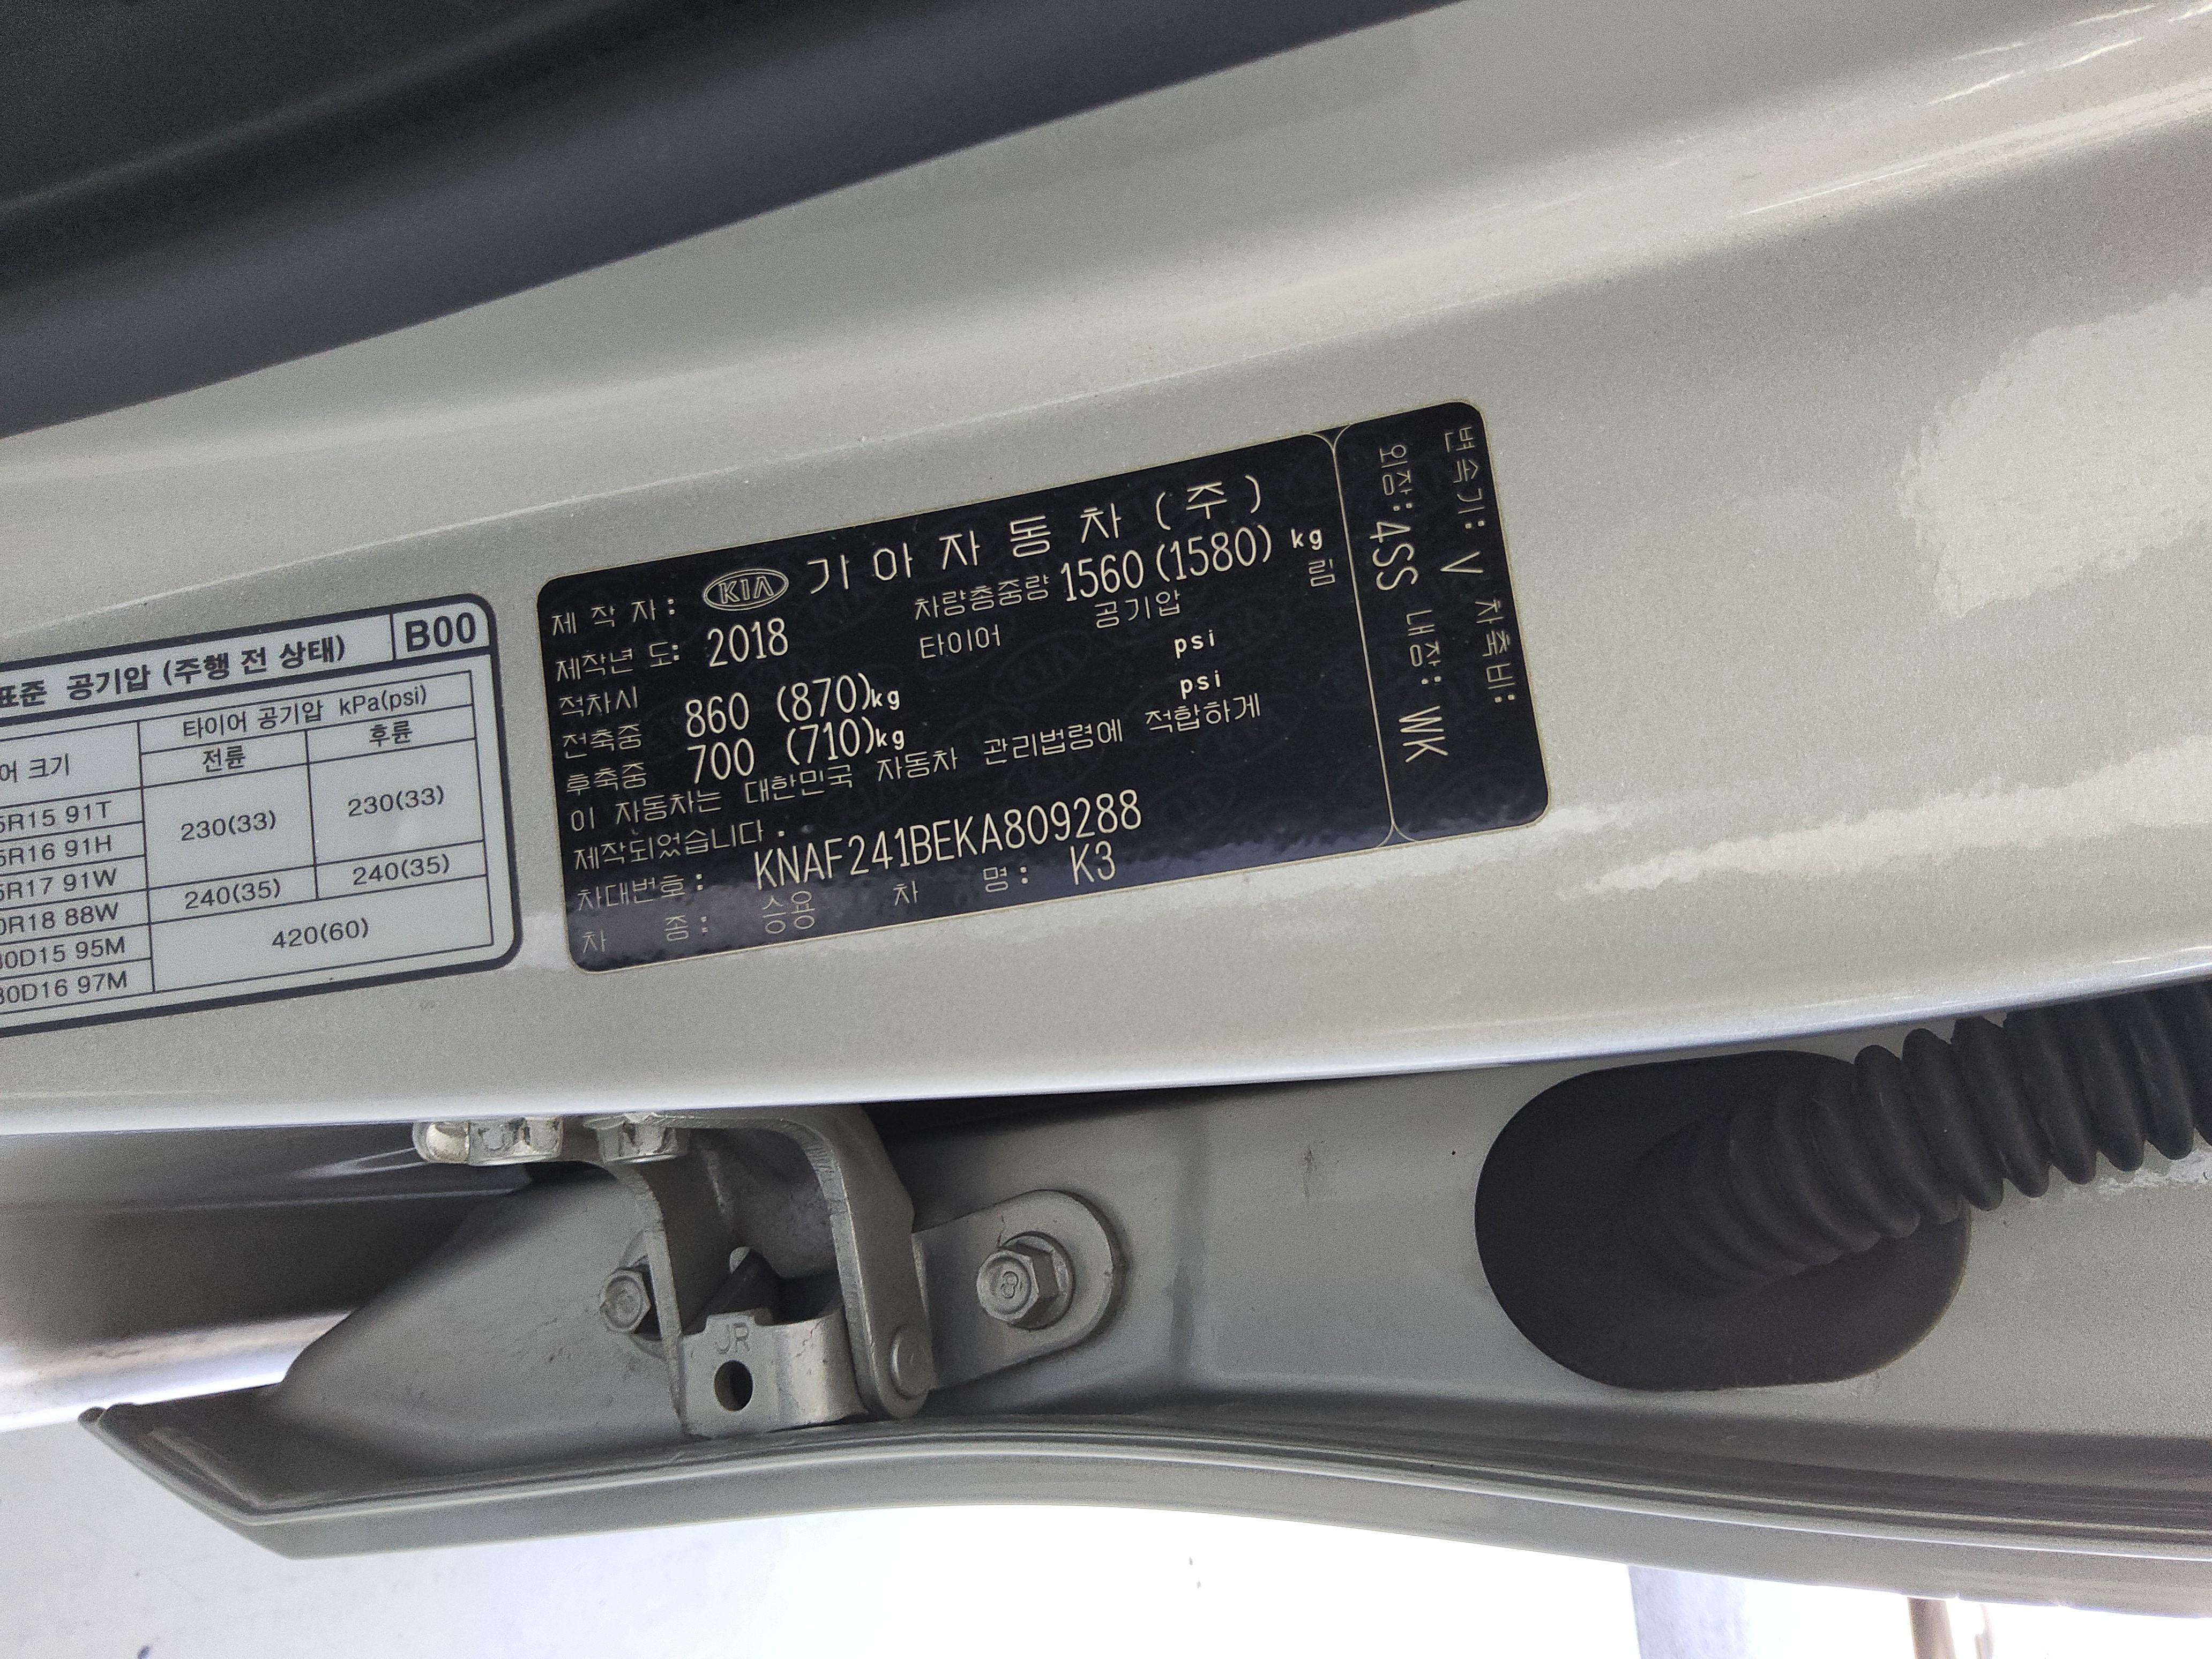 표준 공기압 (주행 전 상태) B00
어 크기 타이어 공기압 kPa(psi)
전륜 후륜
5R15 91T 230(33) 230(33)
5R16 91H
5R17 91W
0R18 88W 240(35) 240(35)
0D15 95M 420(60)
80D16 97M
제 작 자: KIA 기아자동차(주)
제작년 도: 2018 차량총중량 1560 (1580) kg
적차시 타이어 공기압 림
전축중 860 (870)kg psi
후축중 700 (710)kg psi
이 자동차는 대한민국 자동차 관리법령에 적합하게
제작되었습니다.
차대번호: KNAF241BEKA809288
차 종: 승용 차 명: K3
변속기: V 차축비:
외장: 4SS 내장: WK
JR
8